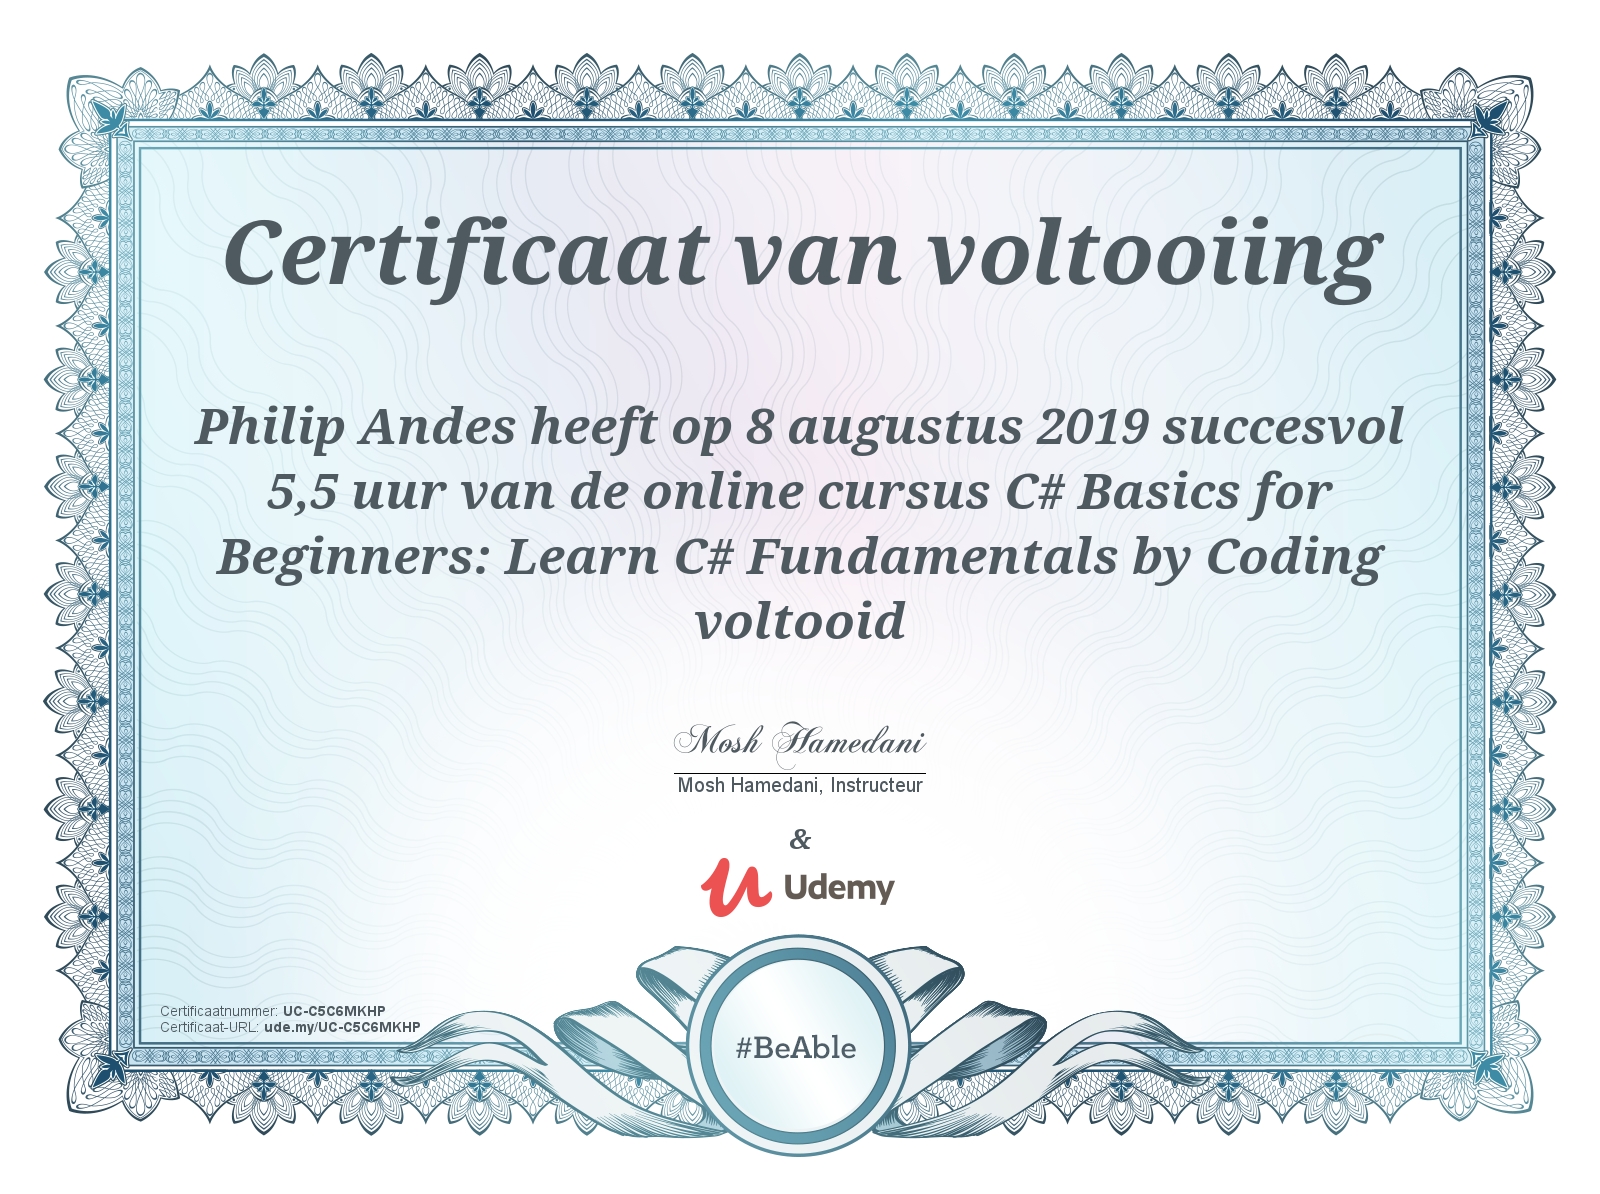 Certificaat van voltooiing
Philip Andes heeft op 8 augustus 2019 succesvol
5,5 uur van de online cursus C# Basics for
Beginners: Learn C# Fundamentals by Coding
voltooid
Mosh Hamedani
Mosh Hamedani, Instructeur
&
Udemy
#BeAble
Certificaatnummer: UC-C5C6MKHP
Certificaat-URL: ude.my/UC-C5C6MKHP